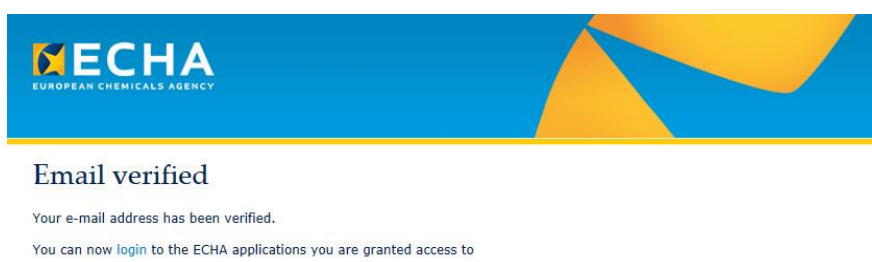 ECHA
EUROPEAN CHEMICALS AGENCY
Email verified
Your e-mail address has been verified.
You can now login to the ECHA applications you are granted access to